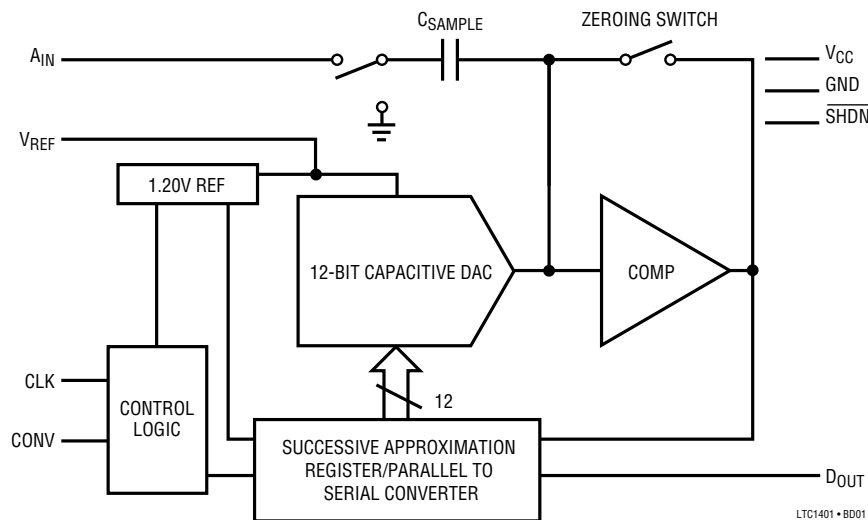 ZEROING SWITCH
CSAMPLE
AIN
VCC
GND
SHDN
VREF
1.20V REF
12-BIT CAPACITIVE DAC
COMP
CLK
CONV
CONTROL
LOGIC
12
SUCCESSIVE APPROXIMATION
REGISTER/PARALLEL TO
SERIAL CONVERTER
DOUT
LTC1401 • BD01